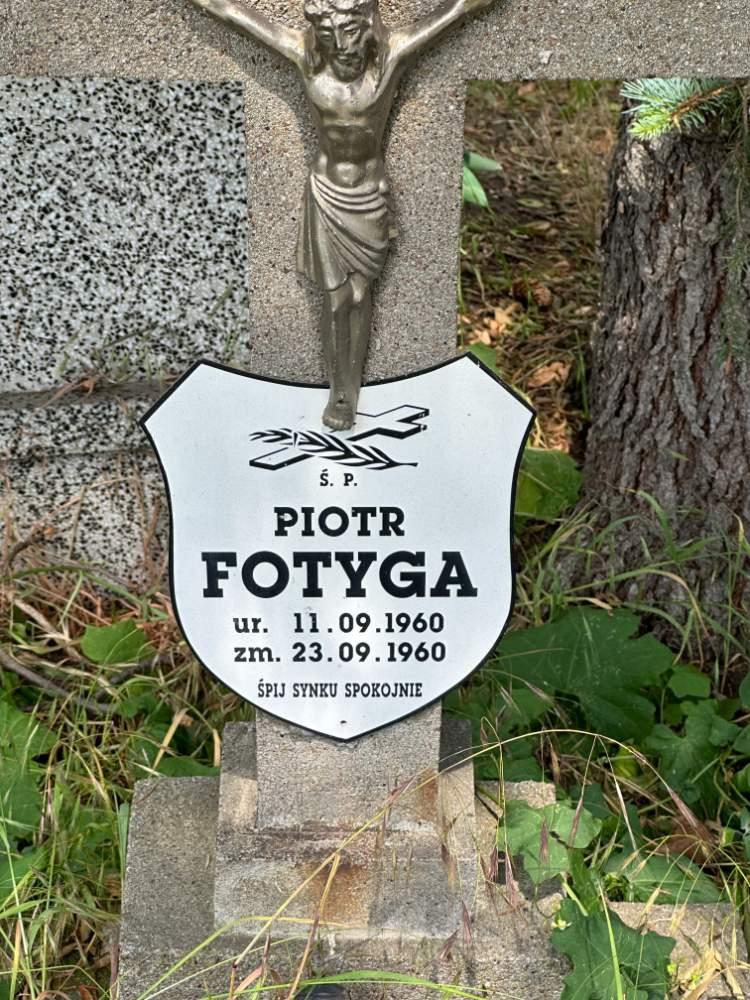 Ś. P.
PIOTR
FOTYGA
ur. 11.09.1960
zm. 23.09.1960
ŚPIJ SYNKU SPOKOJNIE